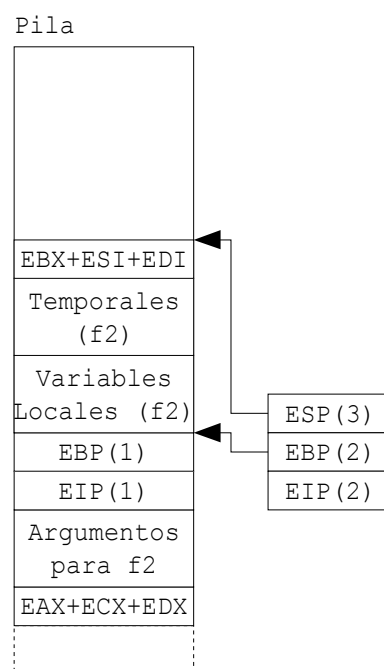 Pila
EBX+ESI+EDI
Temporales
(f2)
Variables
Locales (f2)
EBP(1)
EIP(1)
Argumentos
para f2
EAX+ECX+EDX
ESP(3)
EBP(2)
EIP(2)